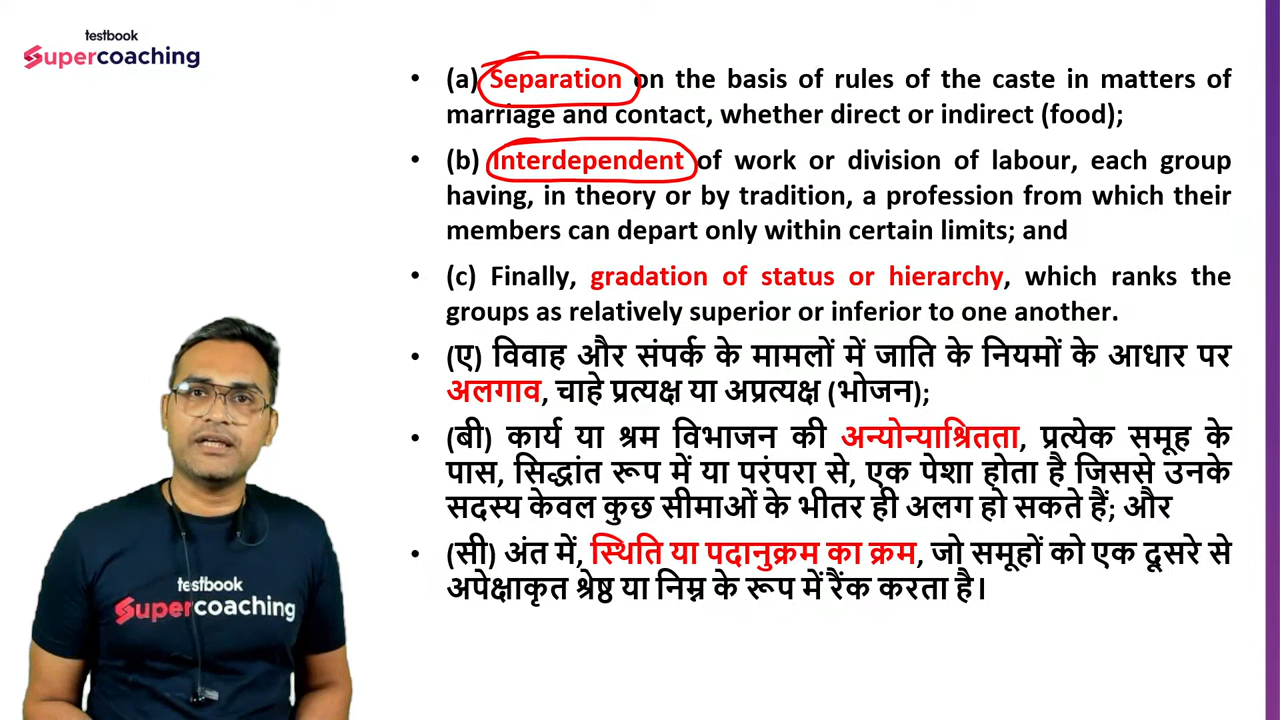 testbook
Supercoaching
• (a) Separation on the basis of rules of the caste in matters of
marriage and contact, whether direct or indirect (food);
• (b) Interdependent of work or division of labour, each group
having, in theory or by tradition, a profession from which their
members can depart only within certain limits; and
• (c) Finally, gradation of status or hierarchy, which ranks the
groups as relatively superior or inferior to one another.
• (ए) विवाह और संपर्क के मामलों में जाति के नियमों के आधार पर
अलगाव, चाहे प्रत्यक्ष या अप्रत्यक्ष (भोजन);
• (बी) कार्य या श्रम विभाजन की अन्योन्याश्रितता, प्रत्येक समूह के
पास, सिद्धांत रूप में या परंपरा से, एक पेशा होता है जिससे उनके
सदस्य केवल कुछ सीमाओं के भीतर ही अलग हो सकते हैं; और
• (सी) अंत में, स्थिति या पदानुक्रम का क्रम, जो समूहों को एक दूसरे से
अपेक्षाकृत श्रेष्ठ या निम्न के रूप में रैंक करता है।
testbook
Supercoaching